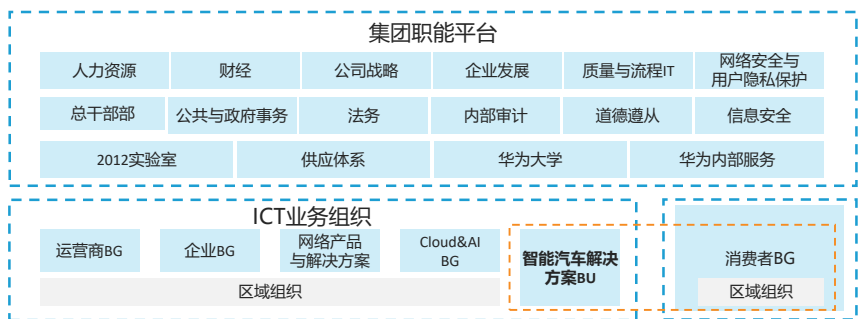 集团职能平台
人力资源
财经
公司战略
企业发展
质量与流程IT
网络安全与
用户隐私保护
总干部部
公共与政府事务
法务
内部审计
道德遵从
信息安全
2012实验室
供应体系
华为大学
华为内部服务
ICT业务组织
运营商BG
企业BG
网络产品
与解决方案
Cloud&AI
BG
智能汽车解决
方案BU
区域组织
消费者BG
区域组织